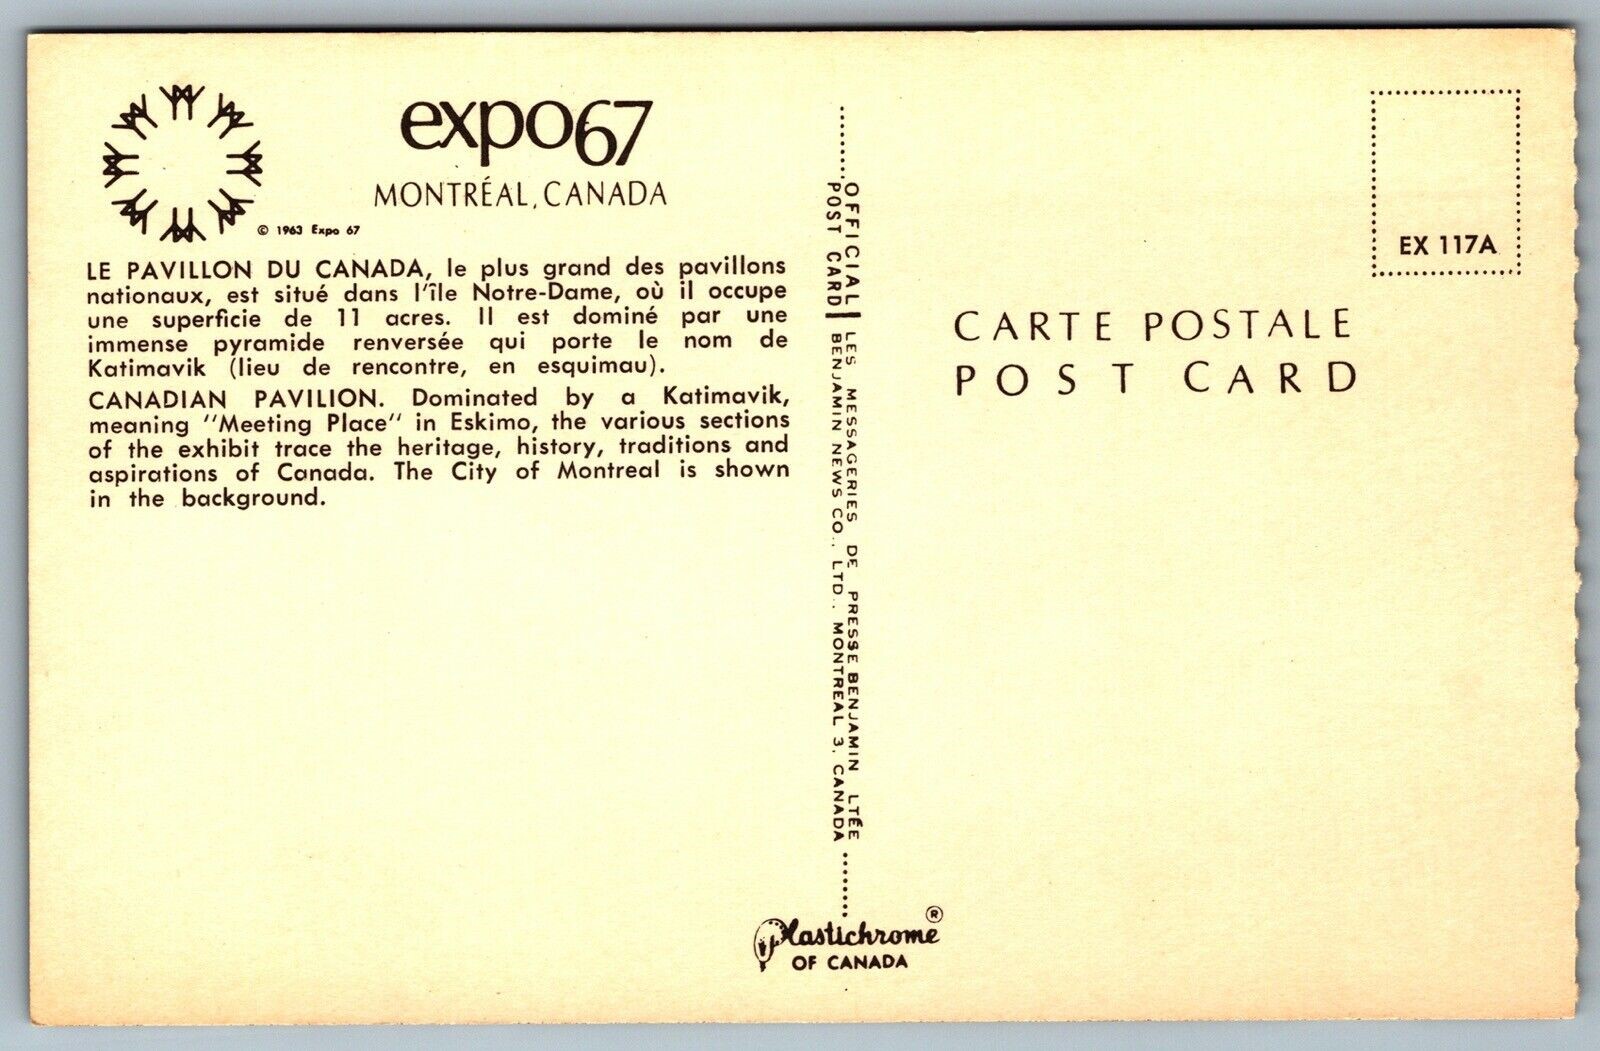 expo67
MONTRÉAL, CANADA
© 1963 Expo 67
LE PAVILLON DU CANADA, le plus grand des pavillons
nationaux, est situé dans l'île Notre-Dame, où il occupe
une superficie de 11 acres. Il est dominé par une
immense pyramide renversée qui porte le nom de
Katimavik (lieu de rencontre, en esquimau).
CANADIAN PAVILION. Dominated by a Katimavik,
meaning "Meeting Place" in Eskimo, the various sections
of the exhibit trace the heritage, history, traditions and
aspirations of Canada. The City of Montreal is shown
in the background.
OFFICIAL
POST CARD
LES MESSAGERIES DE PRESSE BENJAMIN LTÉE
BENJAMIN NEWS CO., LTD., MONTREAL 3, CANADA
Plastichrome ®
OF CANADA
EX 117A
CARTE POSTALE
POST CARD